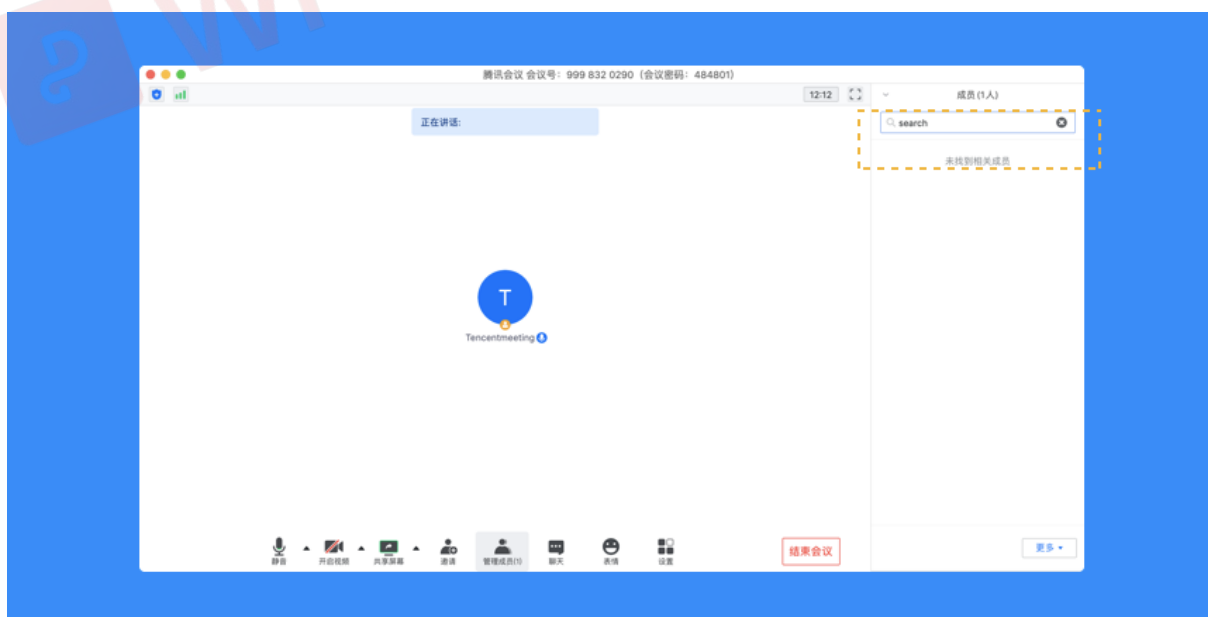 腾讯会议 会议号：999 832 0290（会议密码：484801）
12:12
成员(1人)
正在讲话:
search
未找到相关成员
T
Tencentmeeting
静音
开启视频
共享屏幕
邀请
管理成员(1)
聊天
表情
设置
结束会议
更多